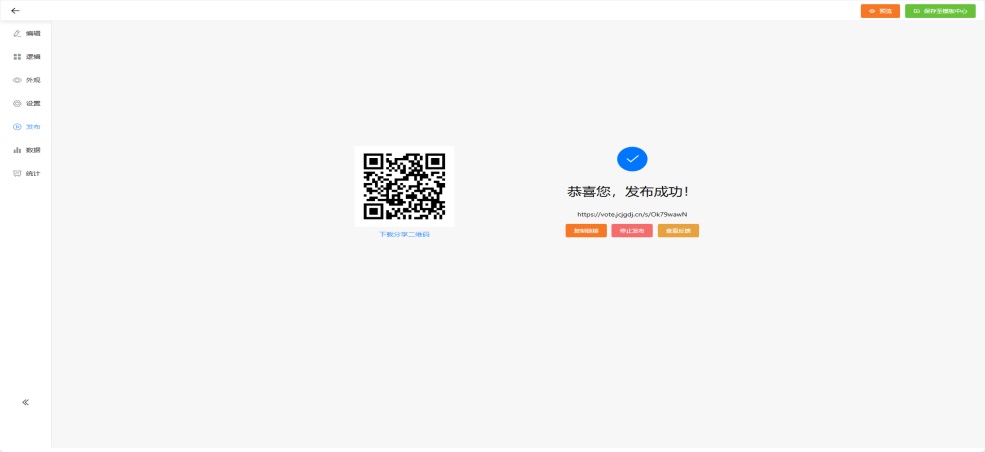 预览 保存至模板中心
编辑
逻辑
外观
设置
发布
数据
统计
恭喜您，发布成功！
https://vote.jcjgdj.cn/s/Ok79wawN
下载分享二维码
复制链接 停止发布 查看反馈